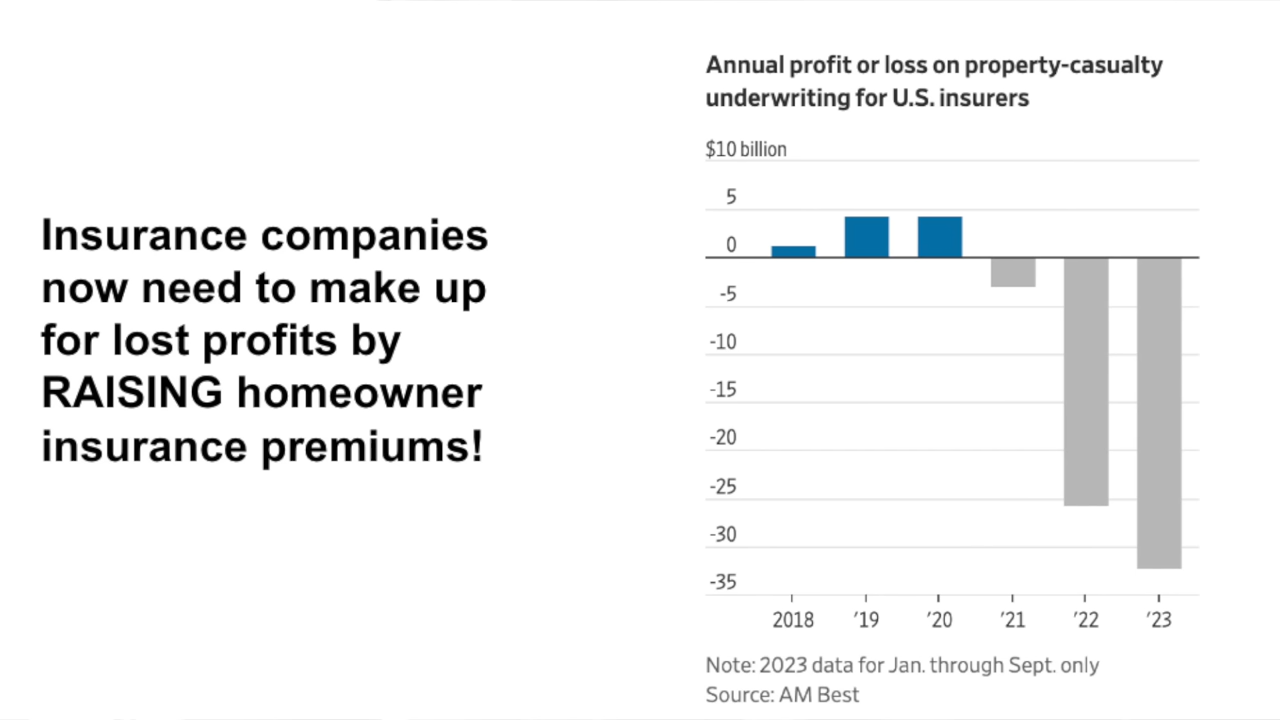 Insurance companies
now need to make up
for lost profits by
RAISING homeowner
insurance premiums!
Annual profit or loss on property-casualty
underwriting for U.S. insurers
$10 billion
5
0
-5
-10
-15
-20
-25
-30
-35
2018 ’19 ’20 ’21 ’22 ’23
Note: 2023 data for Jan. through Sept. only
Source: AM Best